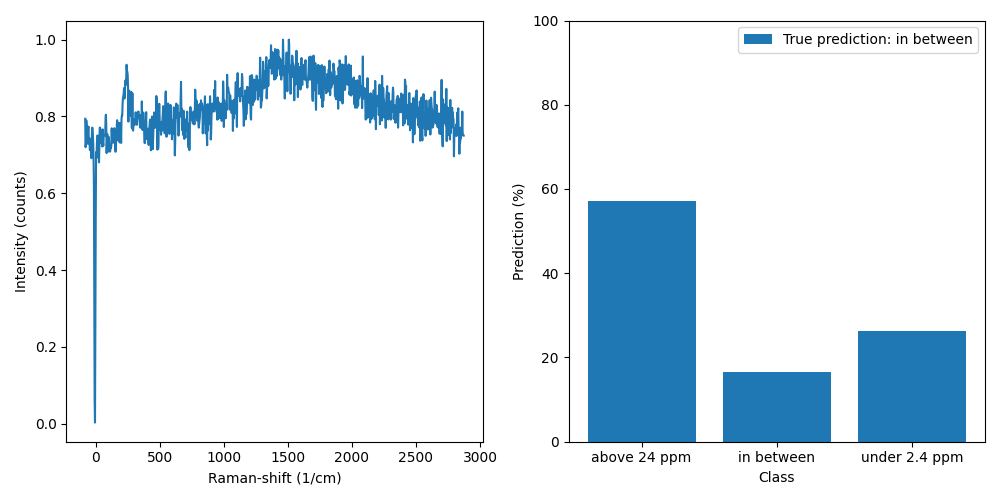 Intensity (counts)
1.0
0.8
0.6
0.4
0.2
0.0
0
500
1000
1500
2000
2500
3000
Raman-shift (1/cm)
Prediction (%)
100
80
60
40
20
0
True prediction: in between
above 24 ppm
in between
under 2.4 ppm
Class